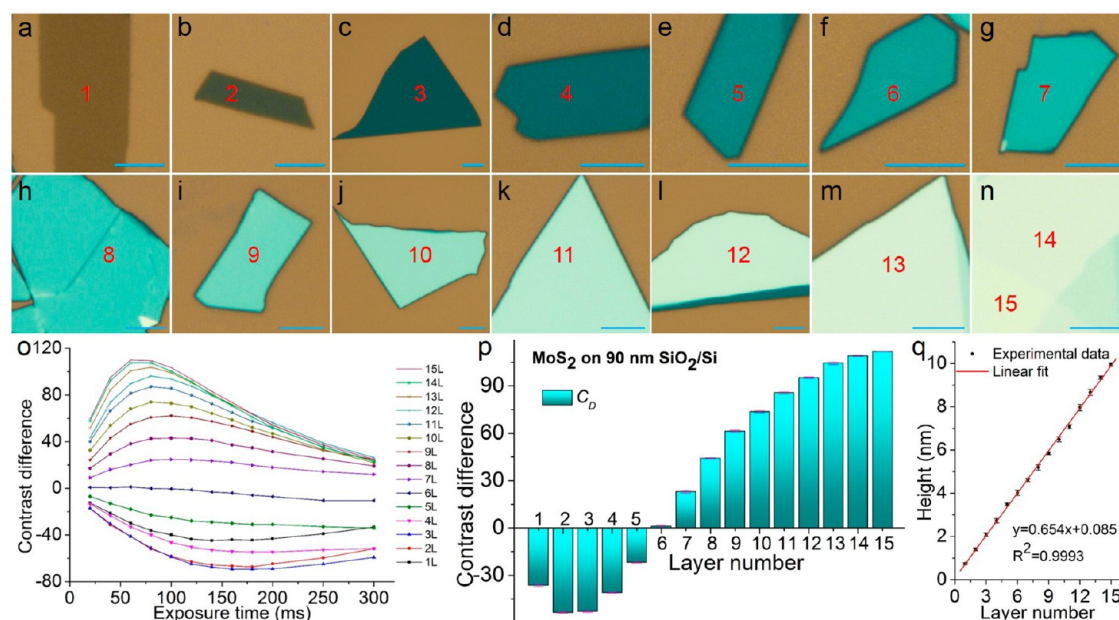 a b c d e f g
1 2 3 4 5 6 7
h i j k l m n
8 9 10 11 12 13 14
15
o
120
80
40
0
-40
-80
0 50 100 150 200 250 300
Contrast difference
Exposure time (ms)
15L
14L
13L
12L
11L
10L
9L
8L
7L
6L
5L
4L
3L
2L
1L
p
MoS2 on 90 nm SiO2/Si
CD
90
60
30
0
-30
Contrast difference
1 2 3 4 5
6 7 8 9 10 11 12 13 14 15
Layer number
q
Experimental data
Linear fit
10
8
6
4
2
0
Height (nm)
y=0.654x+0.085
R2=0.9993
0 3 6 9 12 15
Layer number